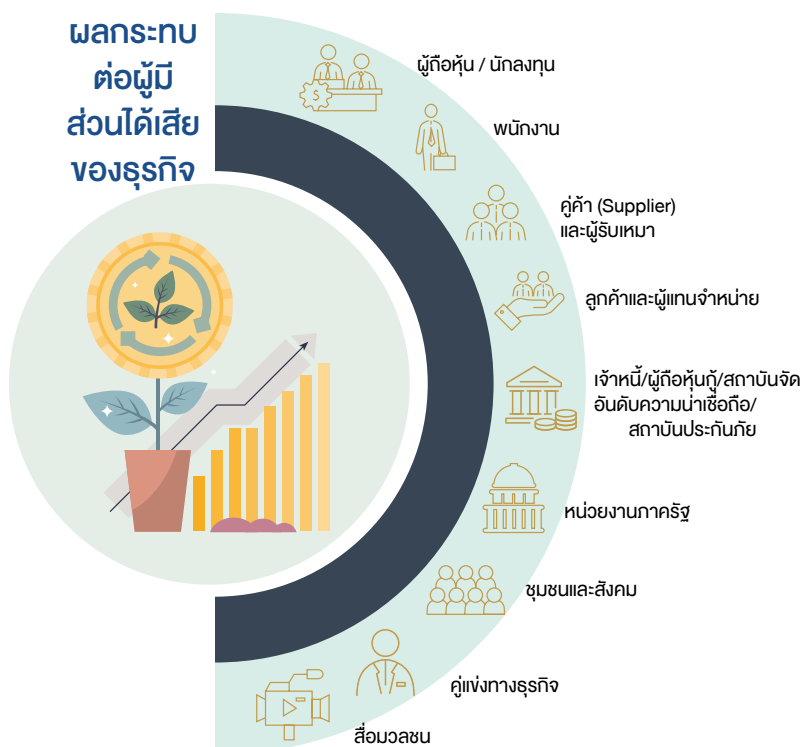 ผลกระทบ
ต่อผู้มี
ส่วนได้เสีย
ของธุรกิจ
ผู้ถือหุ้น / นักลงทุน
พนักงาน
คู่ค้า (Supplier)
และผู้รับเหมา
ลูกค้าและผู้แทนจำหน่าย
เจ้าหนี้/ผู้ถือหุ้นกู้/สถาบันจัด
อันดับความน่าเชื่อถือ/
สถาบันประกันภัย
หน่วยงานภาครัฐ
ชุมชนและสังคม
คู่แข่งทางธุรกิจ
สื่อมวลชน
$